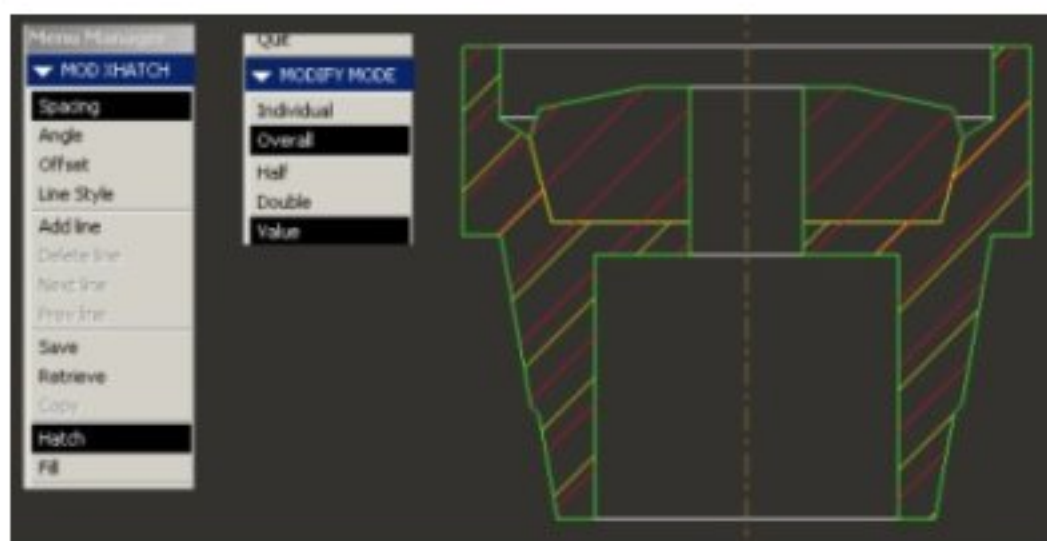 Menu Manager
MOD XHATCH
Spacing
Angle
Offset
Line Style
Add line
Delete line
Next line
Prev line
Save
Retrieve
Copy
Hatch
Fill
Quit
MODIFY MODE
Individual
Overall
Half
Double
Value